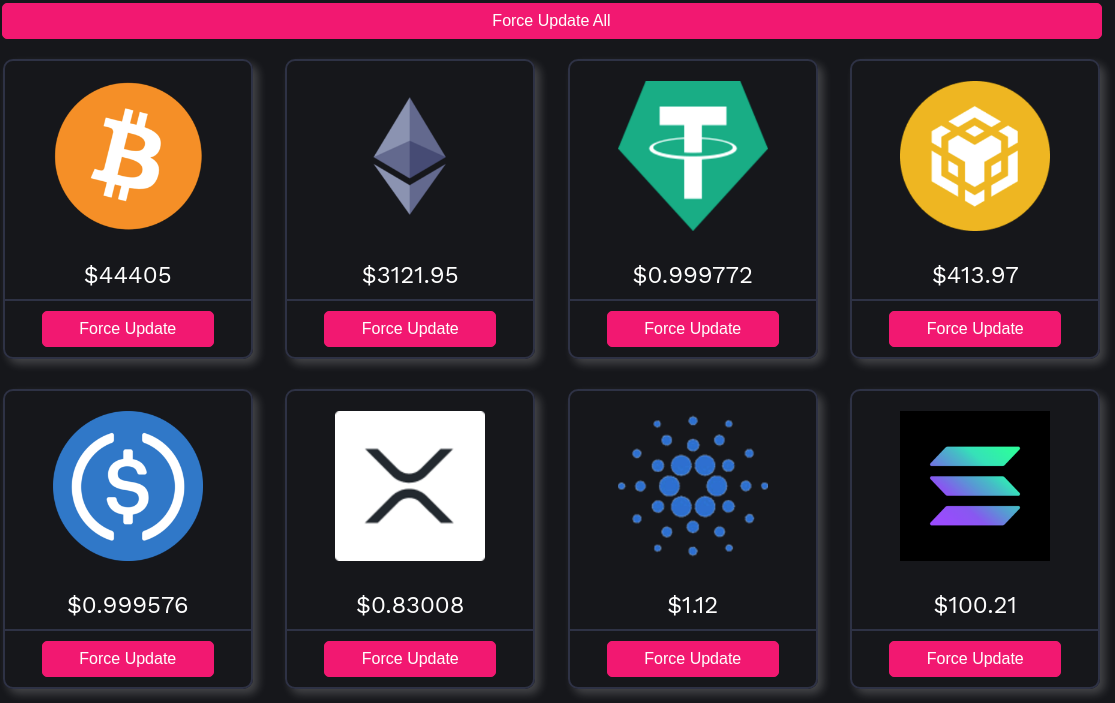 Force Update All
$44405
$3121.95
$0.999772
$413.97
Force Update
Force Update
Force Update
Force Update
$0.999576
$0.83008
$1.12
$100.21
Force Update
Force Update
Force Update
Force Update